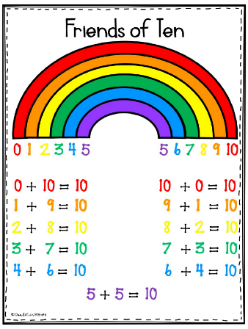 Friends of Ten
0 1 2 3 4 5 5 6 7 8 9 10
0 + 10 = 10 10 + 0 = 10
1 + 9 = 10 9 + 1 = 10
2 + 8 = 10 8 + 2 = 10
3 + 7 = 10 7 + 3 = 10
4 + 6 = 10 6 + 4 = 10
5 + 5 = 10